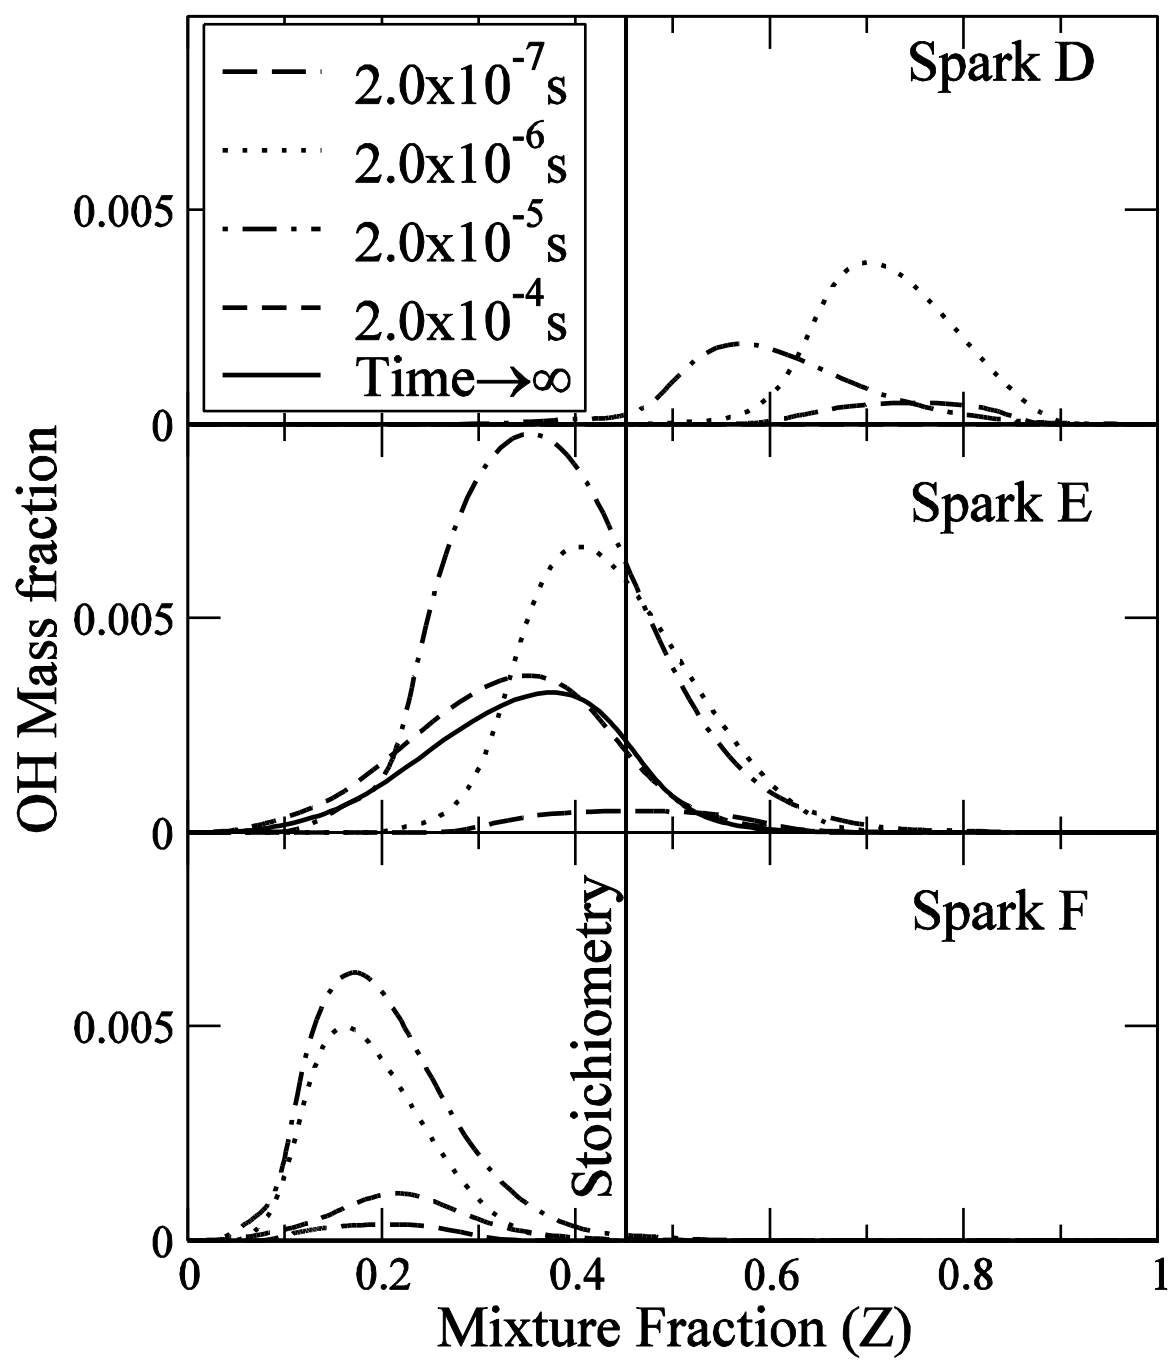 2.0x10⁻⁷s
2.0x10⁻⁶s
2.0x10⁻⁵s
2.0x10⁻⁴s
Time→∞
Spark D
0.005
0
Spark E
0.005
0
Spark F
0.005
0
OH Mass fraction
Stoichiometry
0 0.2 0.4 0.6 0.8 1
Mixture Fraction (Z)